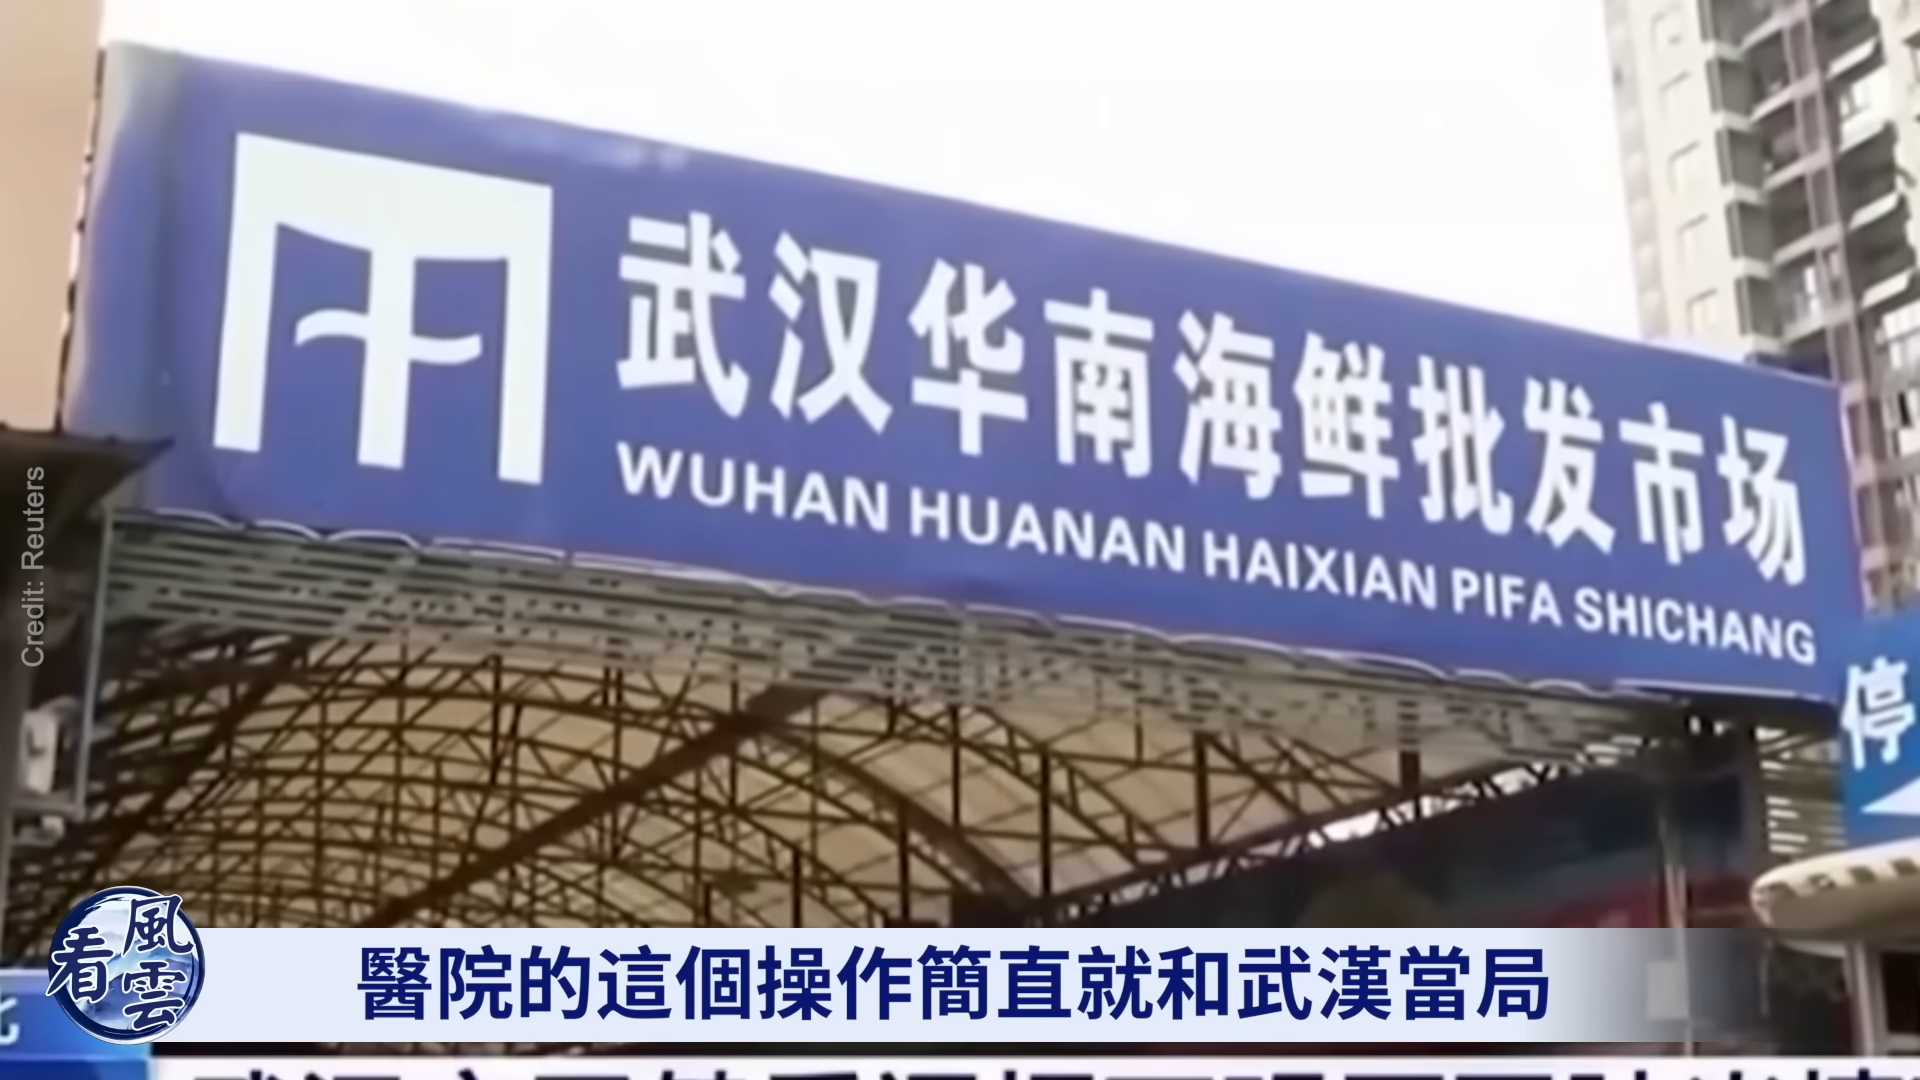 武汉华南海鲜批发市场
WUHAN HUANAN HAIXIAN PIFA SHICHANG
停
Credit: Reuters
看風雲
醫院的這個操作簡直就和武漢當局